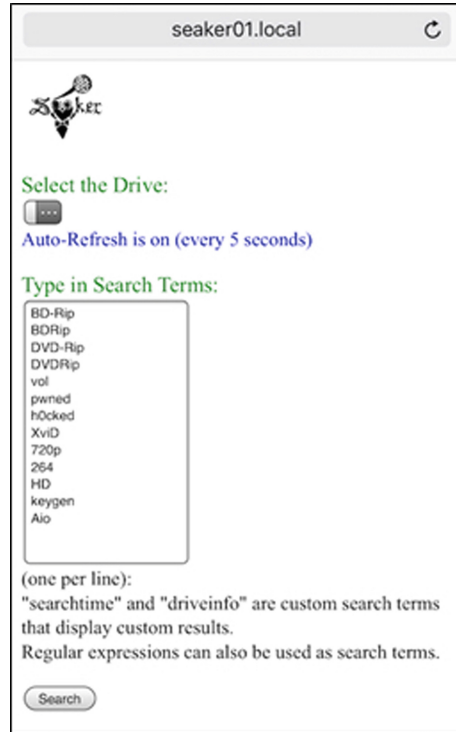 seaker01.local
Seaker
Select the Drive:
Auto-Refresh is on (every 5 seconds)
Type in Search Terms:
BD-Rip
BDRip
DVD-Rip
DVDRip
vol
pwned
h0cked
XviD
720p
264
HD
keygen
Aio
(one per line):
"searchtime" and "driveinfo" are custom search terms
that display custom results.
Regular expressions can also be used as search terms.
Search